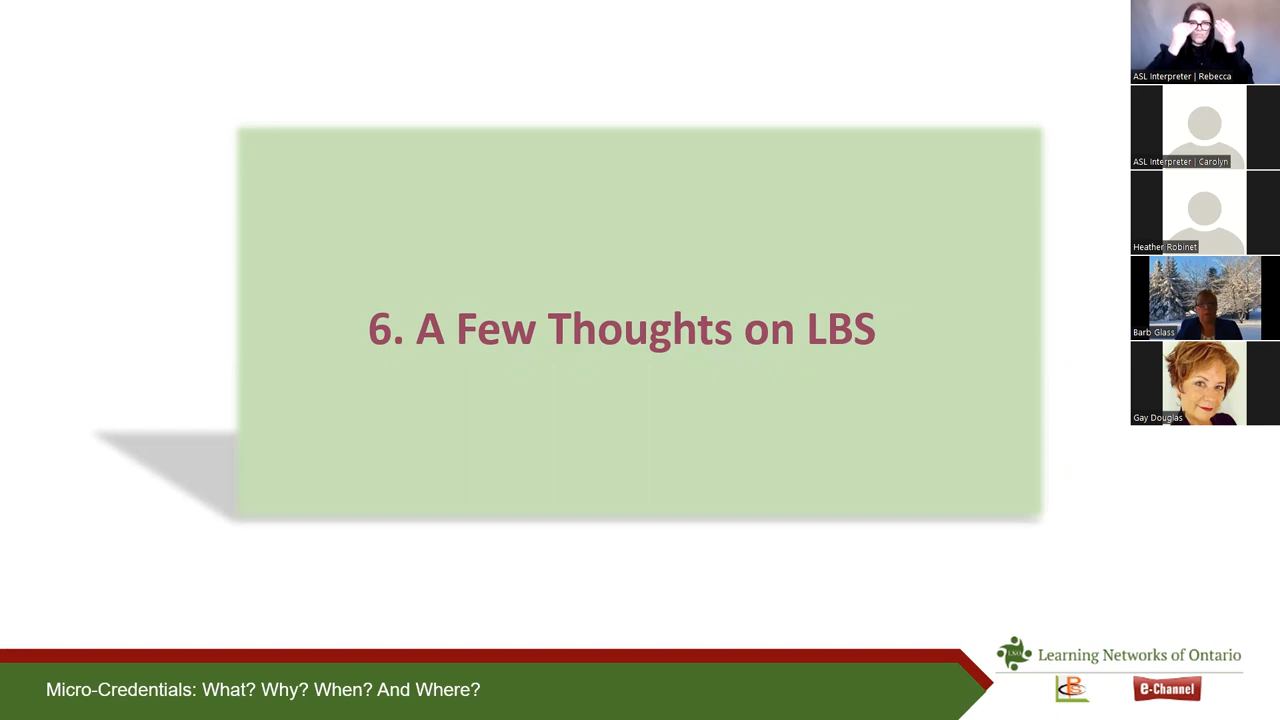 6. A Few Thoughts on LBS
ASL Interpreter | Rebecca
ASL Interpreter | Carolyn
Heather Robinet
Barb Glass
Gay Douglas
Micro-Credentials: What? Why? When? And Where?
LNO
Learning Networks of Ontario
e-Channel